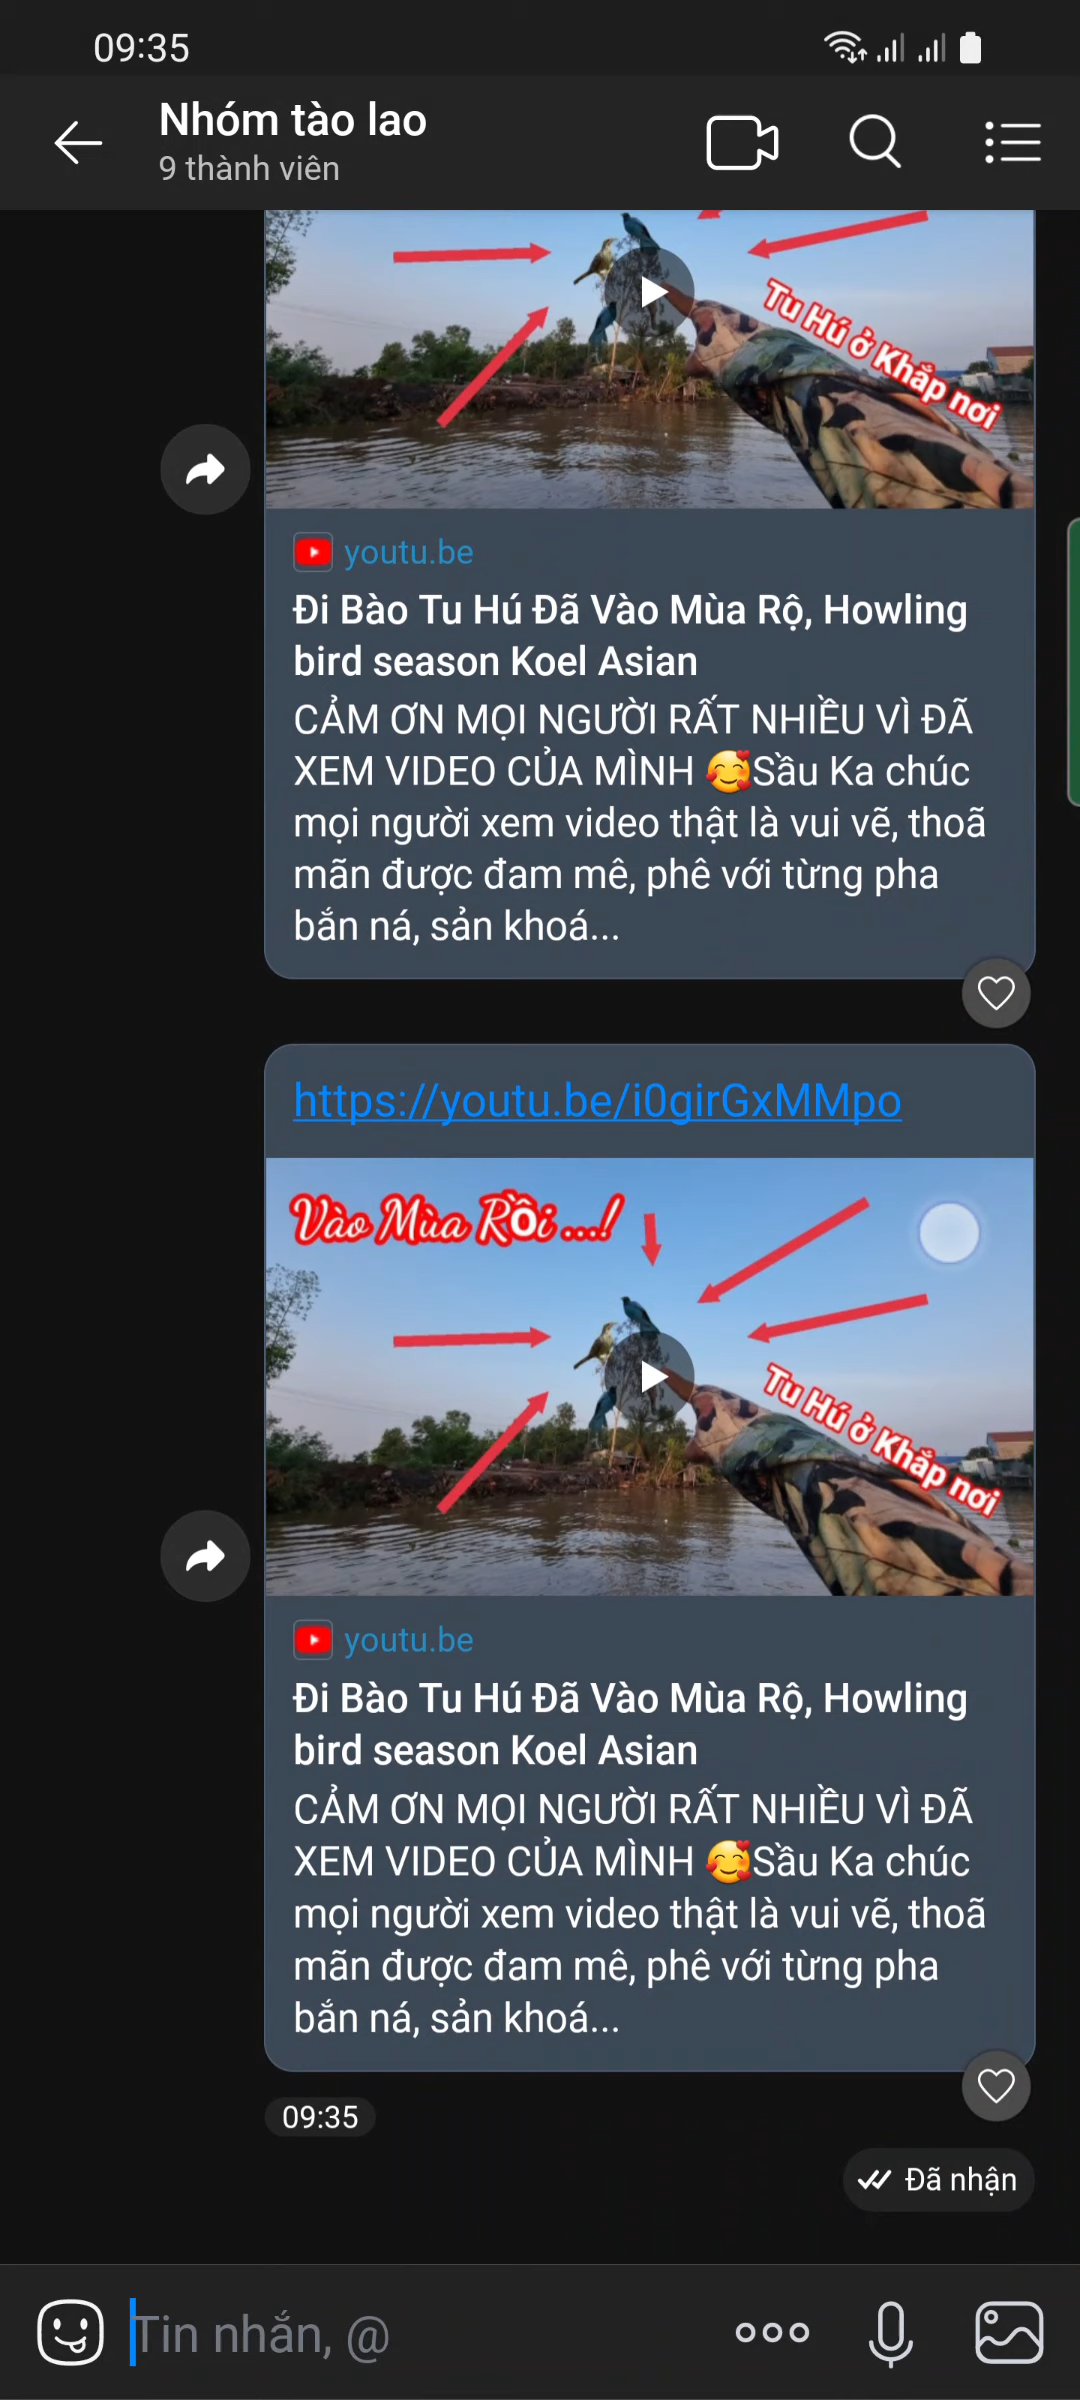 09:35
Nhóm tào lao
9 thành viên
Tu Hú ở Khắp nơi
youtu.be
Đi Bào Tu Hú Đã Vào Mùa Rộ, Howling
bird season Koel Asian
CẢM ƠN MỌI NGƯỜI RẤT NHIỀU VÌ ĐÃ
XEM VIDEO CỦA MÌNH 🥰Sầu Ka chúc
mọi người xem video thật là vui vẽ, thoã
mãn được đam mê, phê với từng pha
bắn ná, sản khoá...
https://youtu.be/i0girGxMMpo
Vào Mùa Rồi ...!
Tu Hú ở Khắp nơi
youtu.be
Đi Bào Tu Hú Đã Vào Mùa Rộ, Howling
bird season Koel Asian
CẢM ƠN MỌI NGƯỜI RẤT NHIỀU VÌ ĐÃ
XEM VIDEO CỦA MÌNH 🥰Sầu Ka chúc
mọi người xem video thật là vui vẽ, thoã
mãn được đam mê, phê với từng pha
bắn ná, sản khoá...
09:35
Đã nhận
Tin nhắn, @